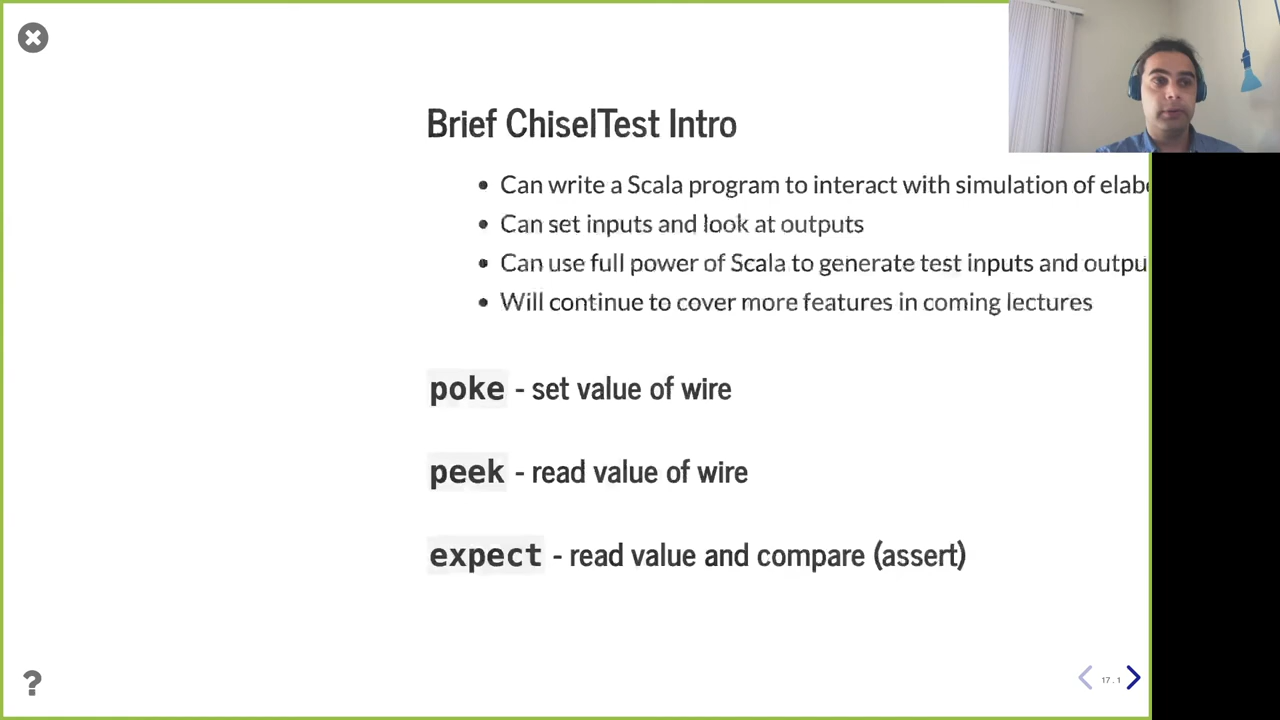 Brief ChiselTest Intro
Can write a Scala program to interact with simulation of
Can set inputs and look at outputs
Can use full power of Scala to generate test inputs and
Will continue to cover more features in coming lectures
poke - set value of wire
peek - read value of wire
expect - read value and compare (assert)
?
17.1